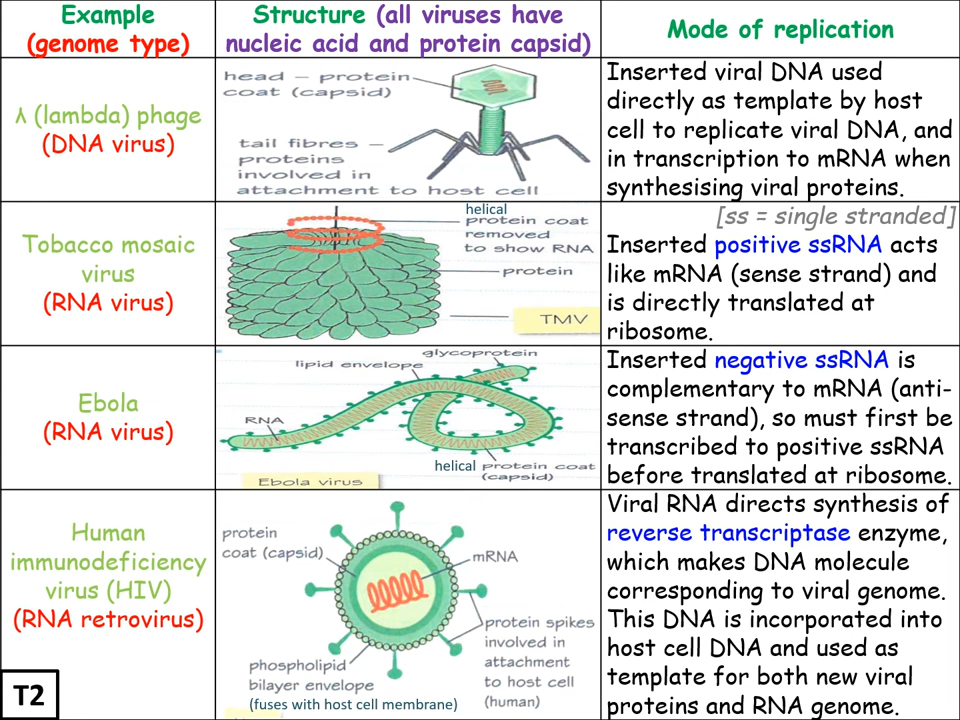 Example
(genome type)
Structure (all viruses have
nucleic acid and protein capsid)
Mode of replication
λ (lambda) phage
(DNA virus)
head – protein
coat (capsid)
tail fibres –
proteins
involved in
attachment to host cell
Inserted viral DNA used
directly as template by host
cell to replicate viral DNA, and
in transcription to mRNA when
synthesising viral proteins.
Tobacco mosaic
virus
(RNA virus)
helical
protein coat
removed
to show RNA
protein
TMV
[ss = single stranded]
Inserted positive ssRNA acts
like mRNA (sense strand) and
is directly translated at
ribosome.
Ebola
(RNA virus)
glycoprotein
lipid envelope
RNA
helical protein coat
(capsid)
Ebola virus
Inserted negative ssRNA is
complementary to mRNA (anti-
sense strand), so must first be
transcribed to positive ssRNA
before translated at ribosome.
Human
immunodeficiency
virus (HIV)
(RNA retrovirus)
protein
coat (capsid)
mRNA
protein spikes
involved in
attachment
to host cell
(human)
phospholipid
bilayer envelope
(fuses with host cell membrane)
Viral RNA directs synthesis of
reverse transcriptase enzyme,
which makes DNA molecule
corresponding to viral genome.
This DNA is incorporated into
host cell DNA and used as
template for both new viral
proteins and RNA genome.
T2